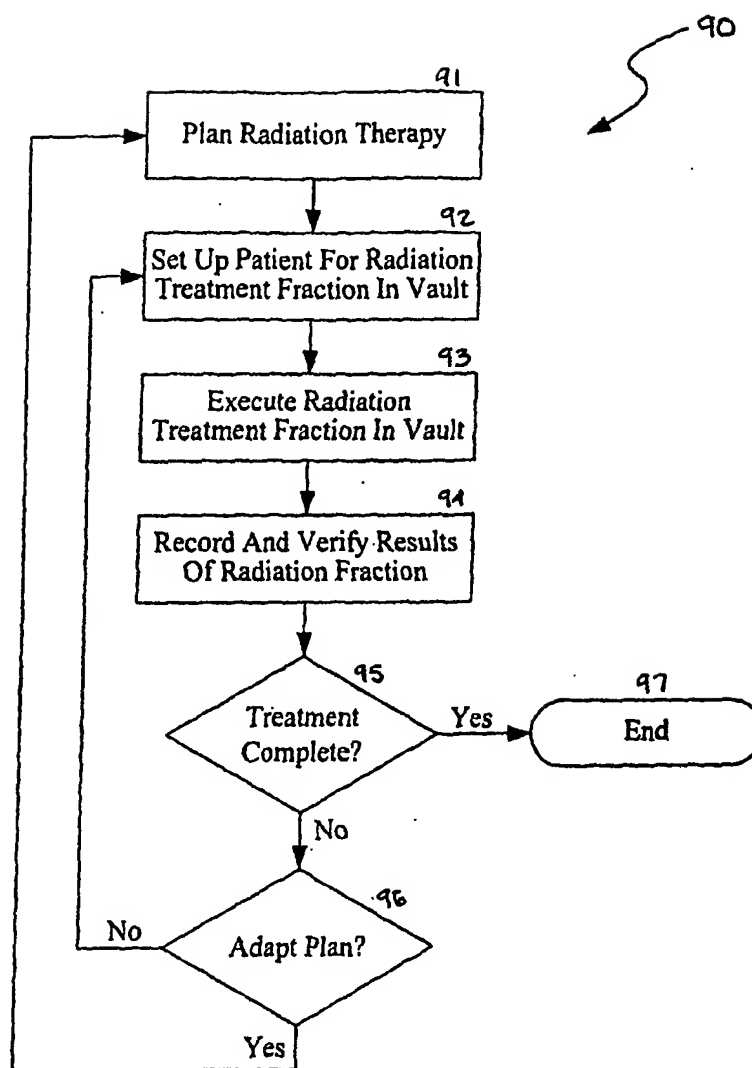 90
91
Plan Radiation Therapy
92
Set Up Patient For Radiation
Treatment Fraction In Vault
93
Execute Radiation
Treatment Fraction In Vault
94
Record And Verify Results
Of Radiation Fraction
95
Treatment
Complete?
Yes
97
End
No
96
Adapt Plan?
No
Yes